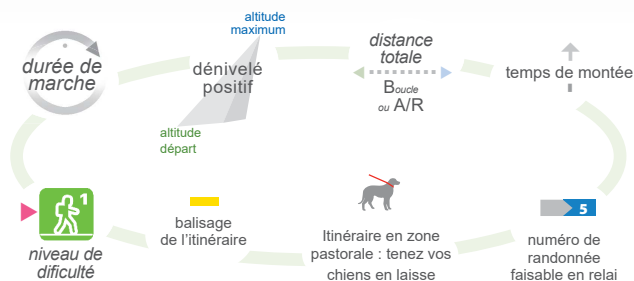 durée de
marche
altitude
maximum
dénivelé
positif
altitude
départ
distance
totale
Boucle
ou A/R
temps de montée
1
niveau de
dificulté
balisage
de l'itinéraire
Itinéraire en zone
pastorale : tenez vos
chiens en laisse
5
numéro de
randonnée
faisable en relai